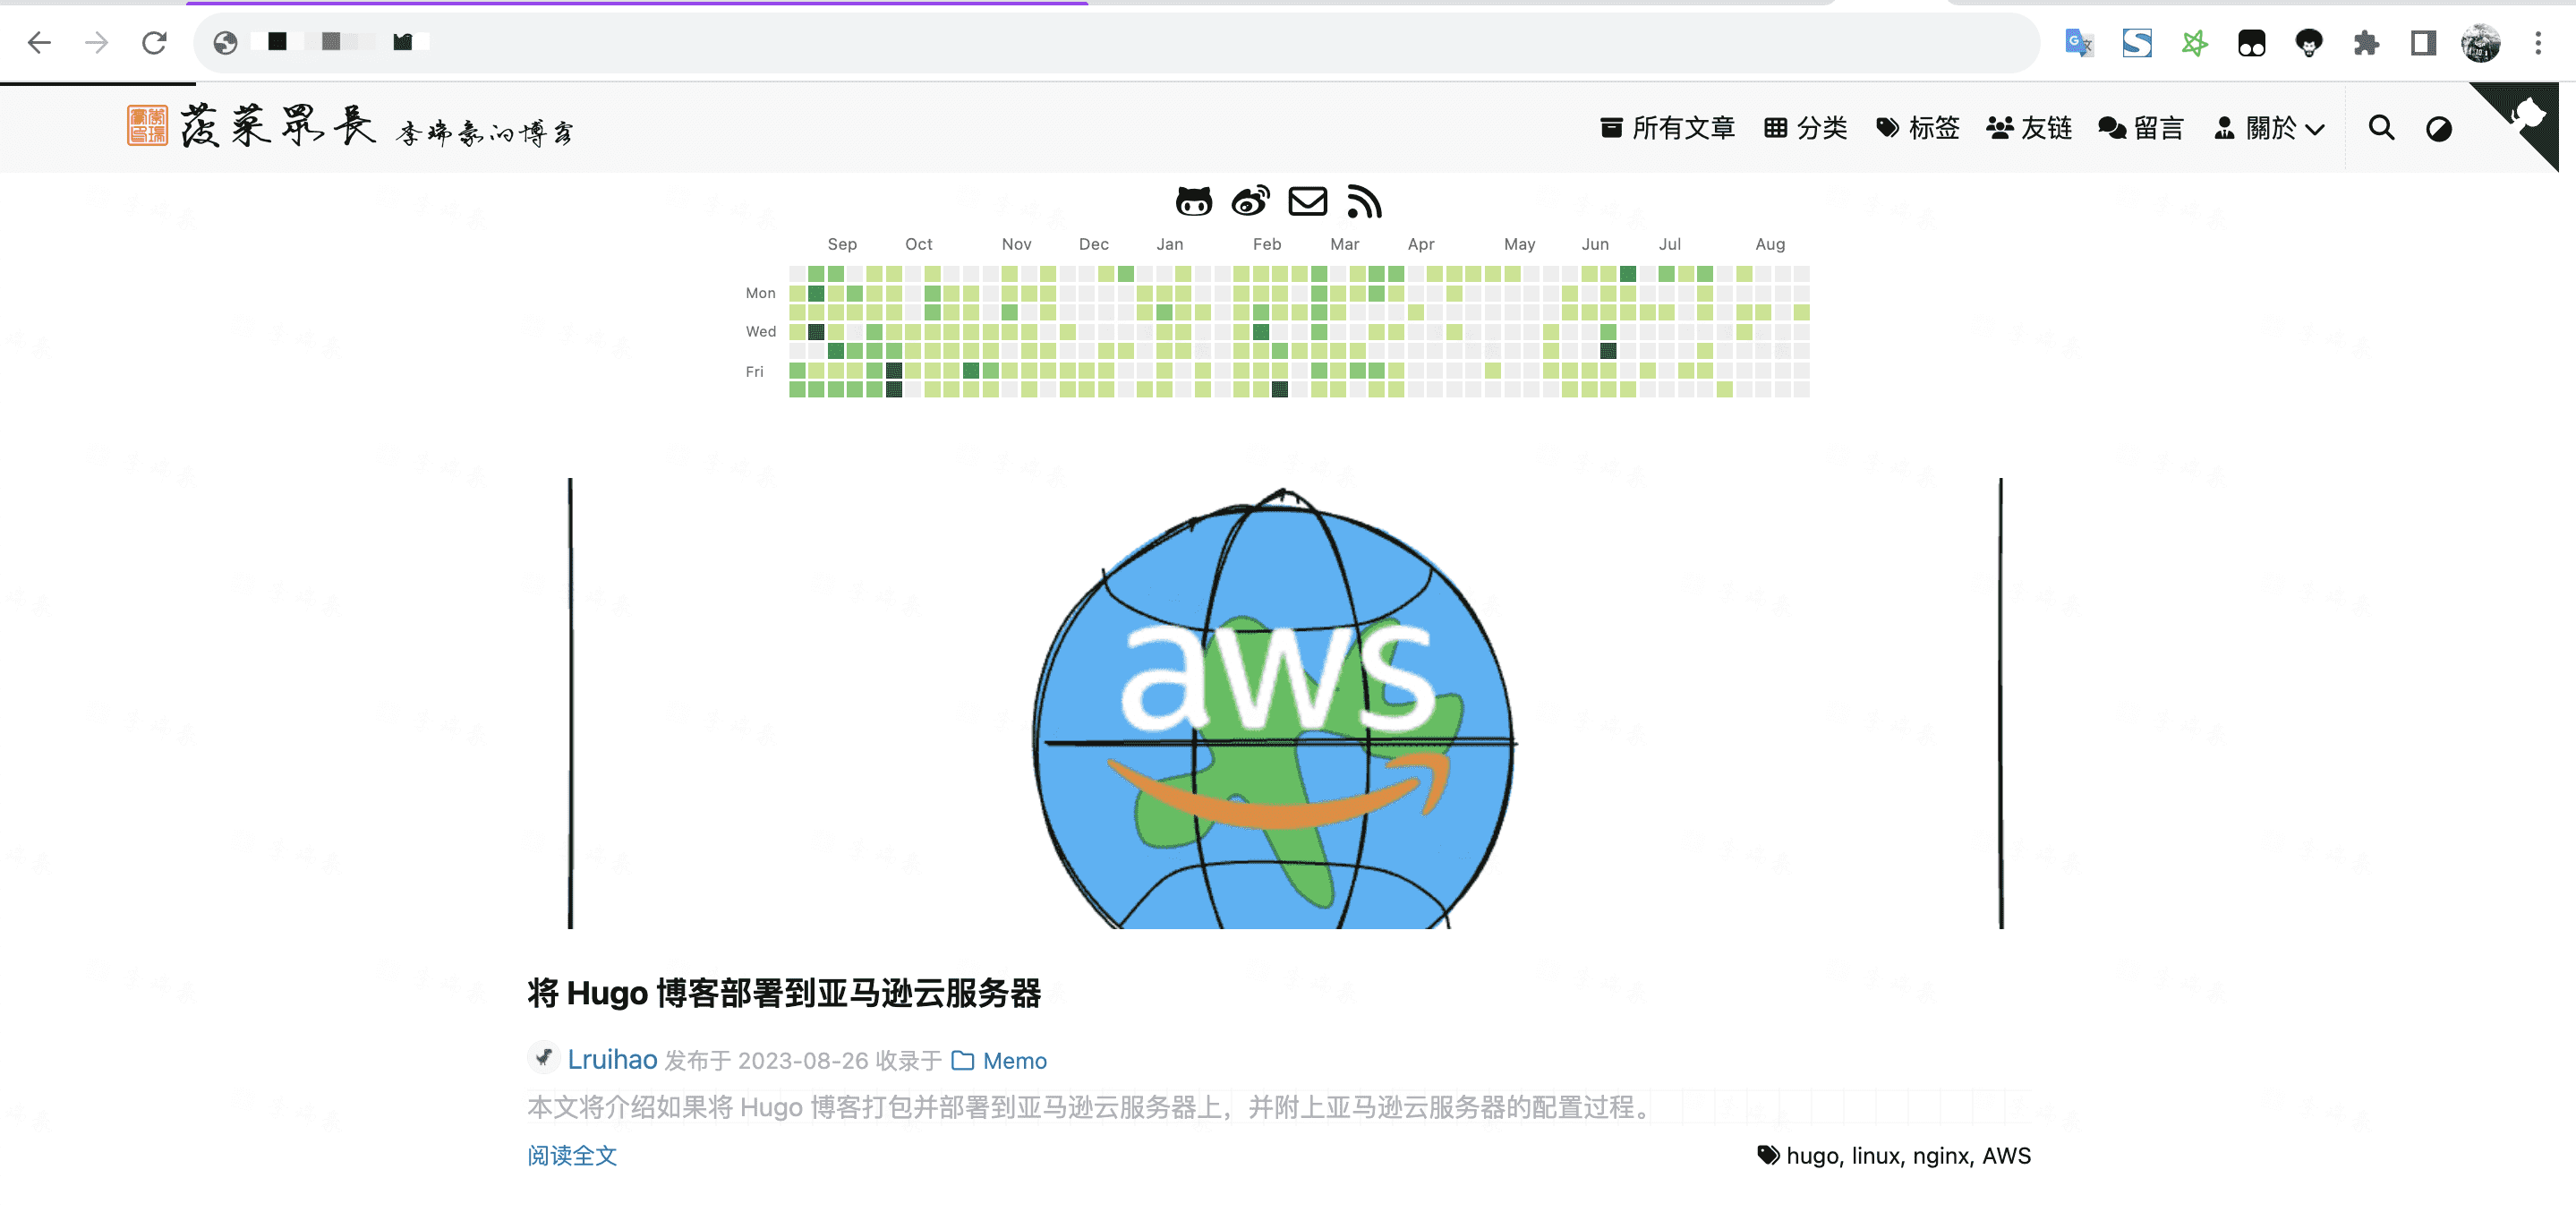 菠菜眾長 李瑞豪的博客
所有文章 分类 标签 友链 留言 關於
Sep Oct Nov Dec Jan Feb Mar Apr May Jun Jul Aug
Mon
Wed
Fri
aws
将 Hugo 博客部署到亚马逊云服务器
Lruihao 发布于 2023-08-26 收录于 Memo
本文将介绍如果将 Hugo 博客打包并部署到亚马逊云服务器上，并附上亚马逊云服务器的配置过程。
阅读全文
hugo, linux, nginx, AWS